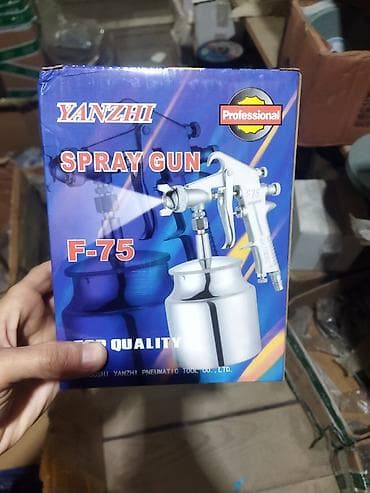 YANZHI
Professional
SPRAY GUN
F-75
QUALITY
YANZHI PNEUMATIC TOOL CO., LTD.